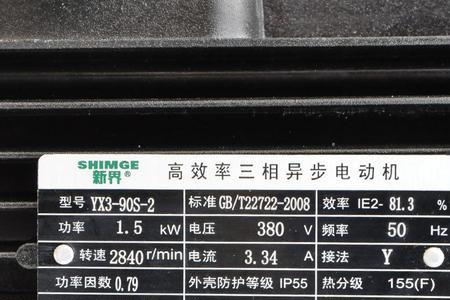 SHIMGE
新界® 高效率三相异步电动机
型号 YX3-90S-2 标准 GB/T22722-2008 效率 IE2- 81.3 %
功率 1.5 kW 电压 380 V 频率 50 Hz
转速 2840 r/min 电流 3.34 A 接法 Y
功率因数 0.79 外壳防护等级 IP55 热分级 155(F)